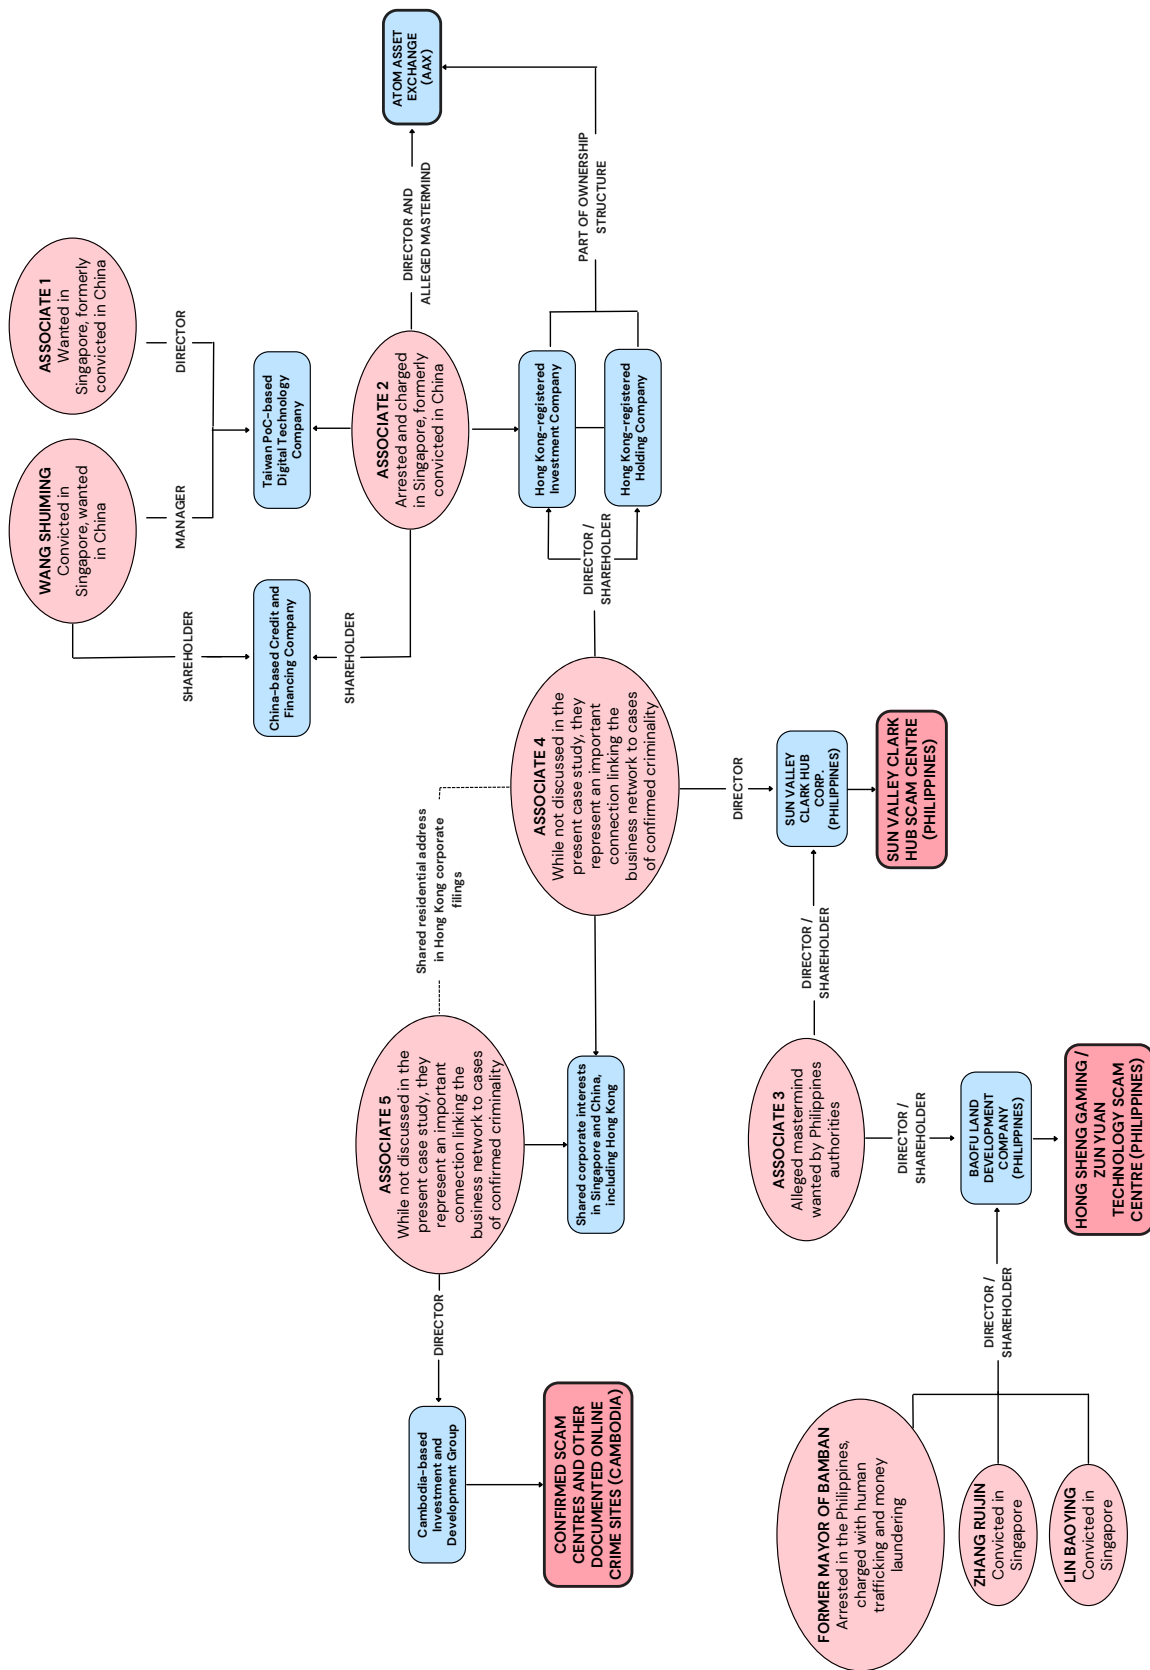 WANG SHUIMING
Convicted in
Singapore, wanted
in China
ASSOCIATE 1
Wanted in
Singapore, formerly
convicted in China
SHAREHOLDER
MANAGER
DIRECTOR
China-based Credit and
Financing Company
Taiwan PoC-based
Digital Technology
Company
SHAREHOLDER
ASSOCIATE 2
Arrested and charged
in Singapore, formerly
convicted in China
DIRECTOR AND
ALLEGED MASTERMIND
ATOM ASSET
EXCHANGE
(AAX)
Cambodia-based
Investment and
Development Group
DIRECTOR
ASSOCIATE 5
While not discussed in the
present case study, they
represent an important
connection linking the
business network to cases
of confirmed criminality
Shared residential address
in Hong Kong corporate
filings
ASSOCIATE 4
While not discussed in the
present case study, they
represent an important
connection linking the
business network to cases
of confirmed criminality
DIRECTOR /
SHAREHOLDER
Hong Kong-registered
Investment Company
Hong Kong-registered
Holding Company
PART OF OWNERSHIP
STRUCTURE
CONFIRMED SCAM
CENTRES AND OTHER
DOCUMENTED ONLINE
CRIME SITES (CAMBODIA)
Shared corporate interests
in Singapore and China,
including Hong Kong
DIRECTOR
ASSOCIATE 3
Alleged mastermind
wanted by Philippines
authorities
DIRECTOR /
SHAREHOLDER
SUN VALLEY
CLARK HUB
CORP.
(PHILIPPINES)
FORMER MAYOR OF BAMBAN
Arrested in the Philippines,
charged with human
trafficking and money
laundering
DIRECTOR/
SHAREHOLDER
SUN VALLEY CLARK
HUB SCAM CENTRE
(PHILIPPINES)
ZHANG RUIJIN
Convicted in
Singapore
DIRECTOR /
SHAREHOLDER
BAOFU LAND
DEVELOPMENT
COMPANY
(PHILIPPINES)
LIN BAOYING
Convicted in
Singapore
HONG SHENG GAMING /
ZUN YUAN
TECHNOLOGY SCAM
CENTRE (PHILIPPINES)